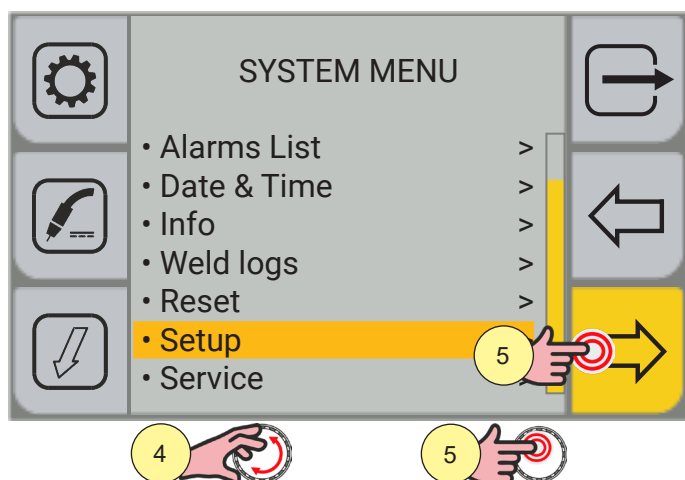 SYSTEM MENU
• Alarms List >
• Date & Time >
• Info >
• Weld logs >
• Reset >
• Setup
5
• Service >
4
5